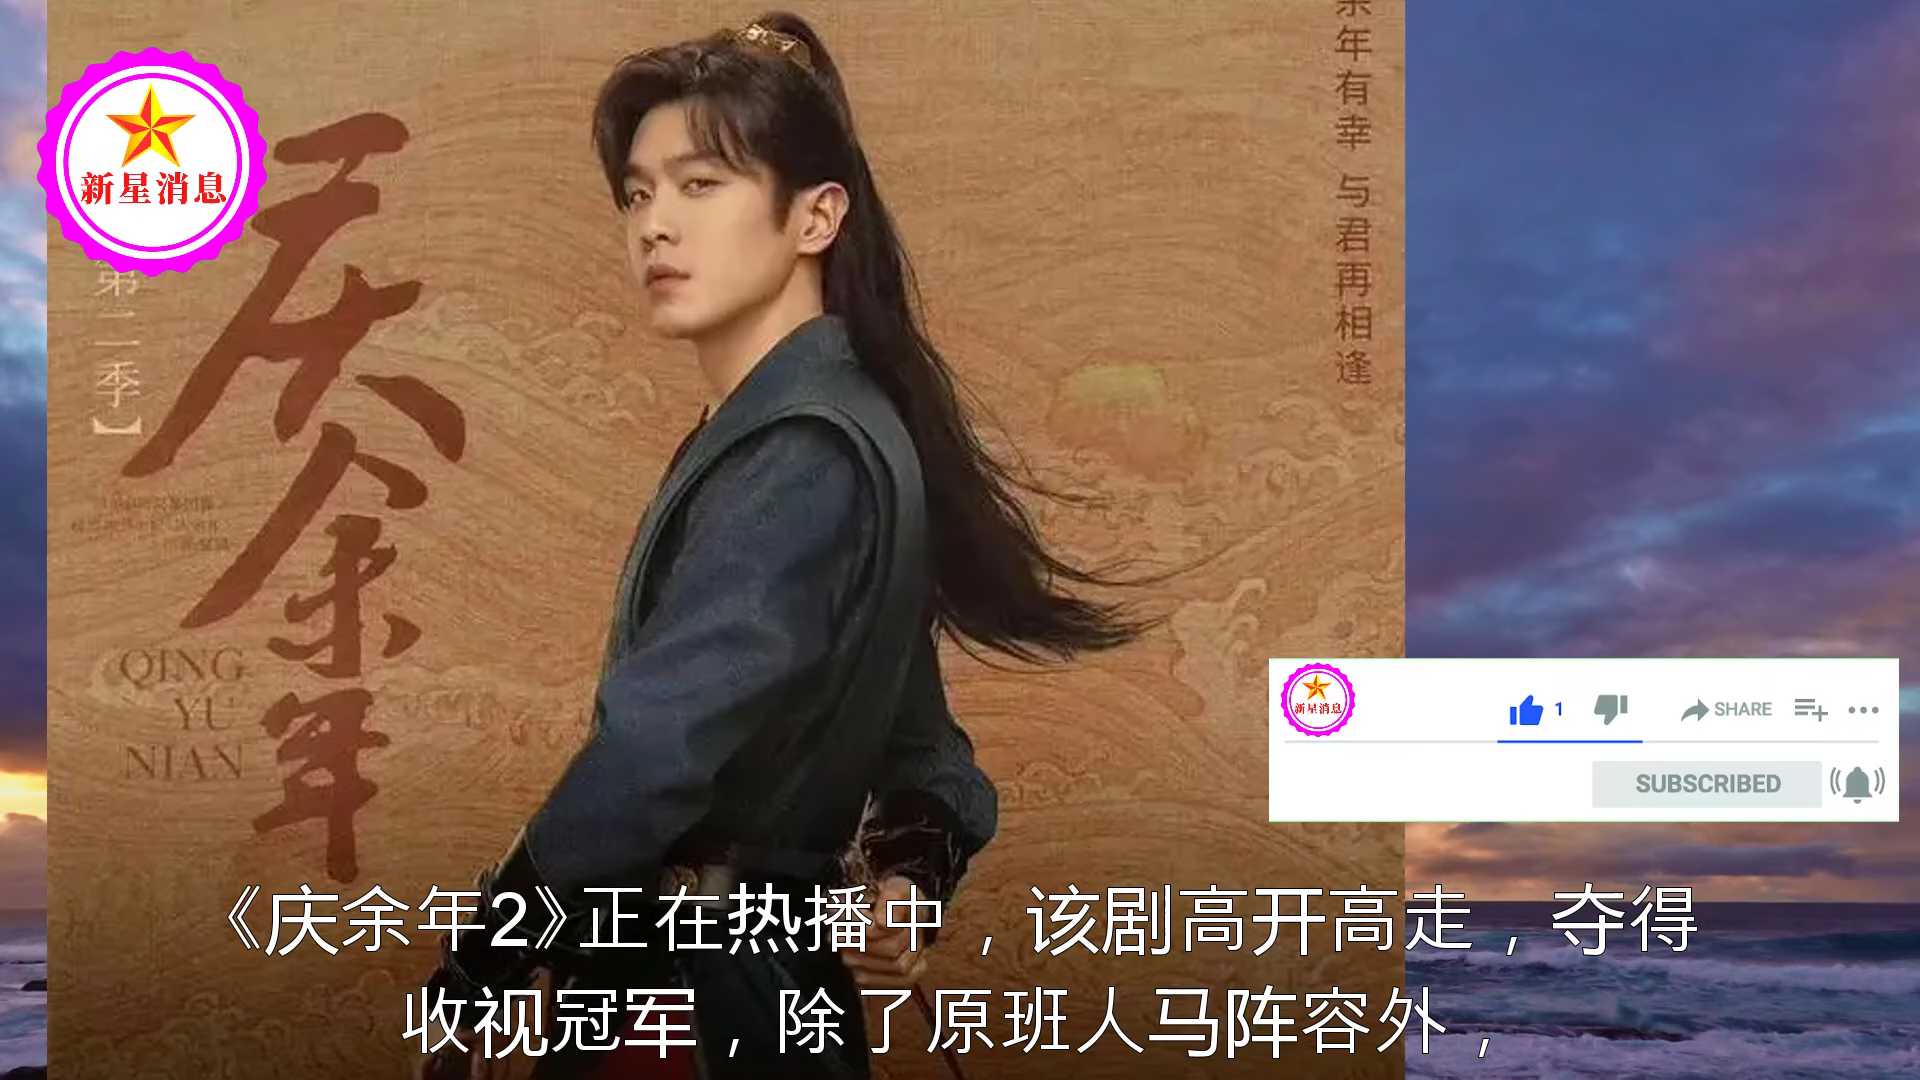 新星消息
第二季】
庆余年
QING
YU
NIAN
余年有幸 与君再相逢
新星消息
1
SHARE
SUBSCRIBED
《庆余年2》正在热播中，该剧高开高走，夺得
收视冠军，除了原班人马阵容外，